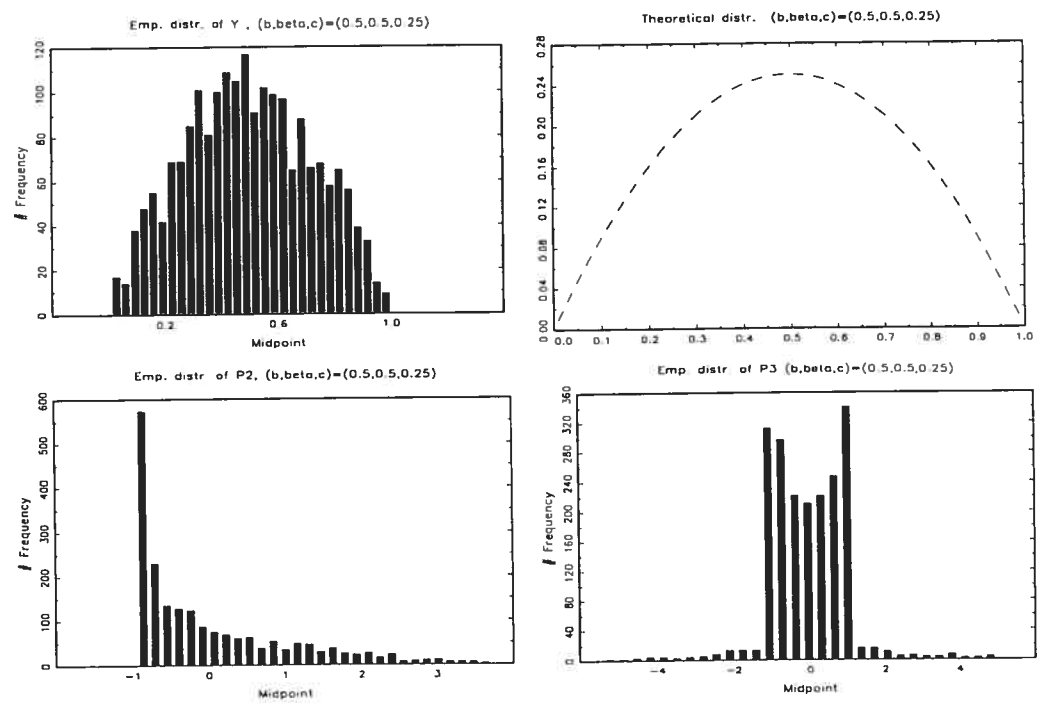 Emp. distr. of Y , (b,beta,c)=(0.5,0.5,0.25)
# Frequency
120
100
80
60
40
20
0
0.2 0.6 1.0
Midpoint
Theoretical distr. (b,beta,c)=(0.5,0.5,0.25)
0.28
0.24
0.20
0.16
0.12
0.08
0.04
0.00
0.0 0.1 0.2 0.3 0.4 0.5 0.6 0.7 0.8 0.9 1.0
Emp. distr. of P2, (b,beta,c)=(0.5,0.5,0.25)
# Frequency
600
500
400
300
200
100
0
-1 0 1 2 3
Midpoint
Emp. distr. of P3 (b,beta,c)=(0.5,0.5,0.25)
# Frequency
360
320
280
240
200
160
120
80
40
0
-4 -2 0 2 4
Midpoint